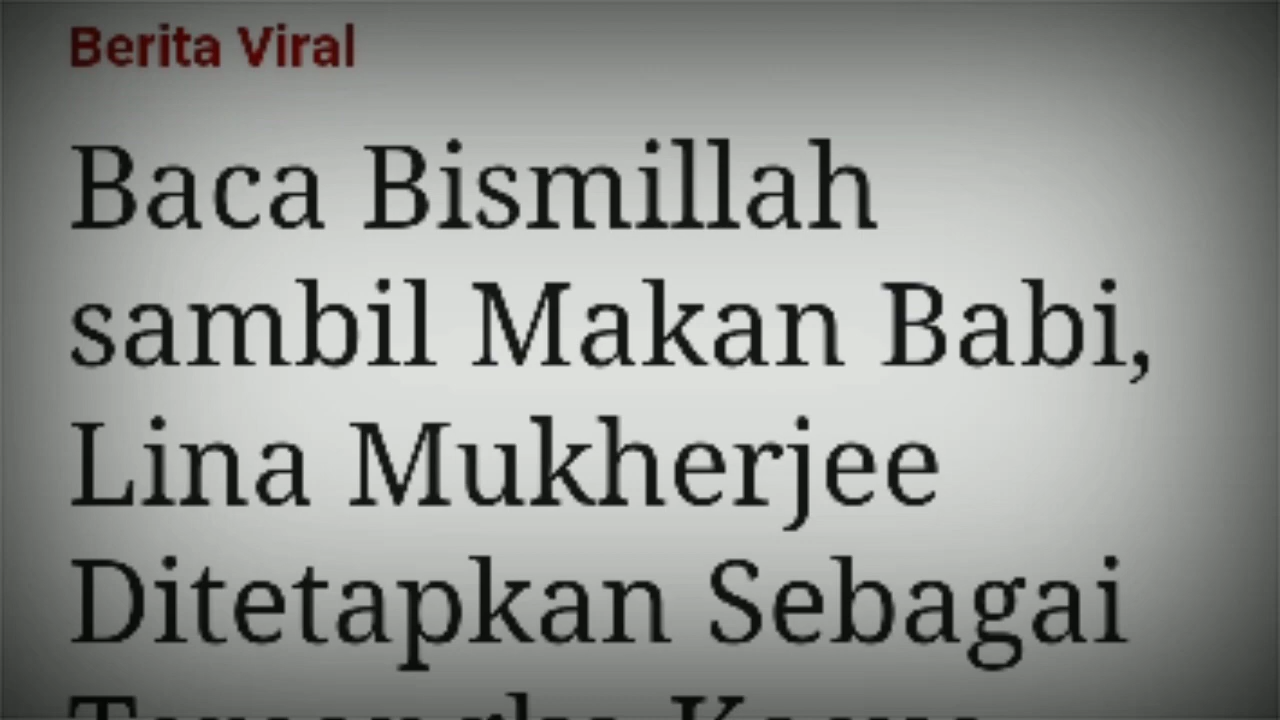 Berita Viral
Baca Bismillah
sambil Makan Babi,
Lina Mukherjee
Ditetapkan Sebagai